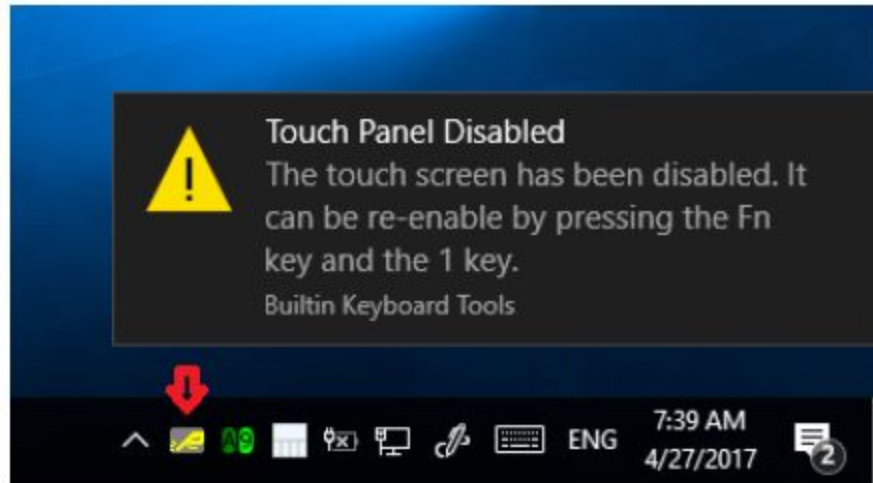 Touch Panel Disabled
The touch screen has been disabled. It
can be re-enable by pressing the Fn
key and the 1 key.
Builtin Keyboard Tools
A9
ENG
7:39 AM
4/27/2017
2